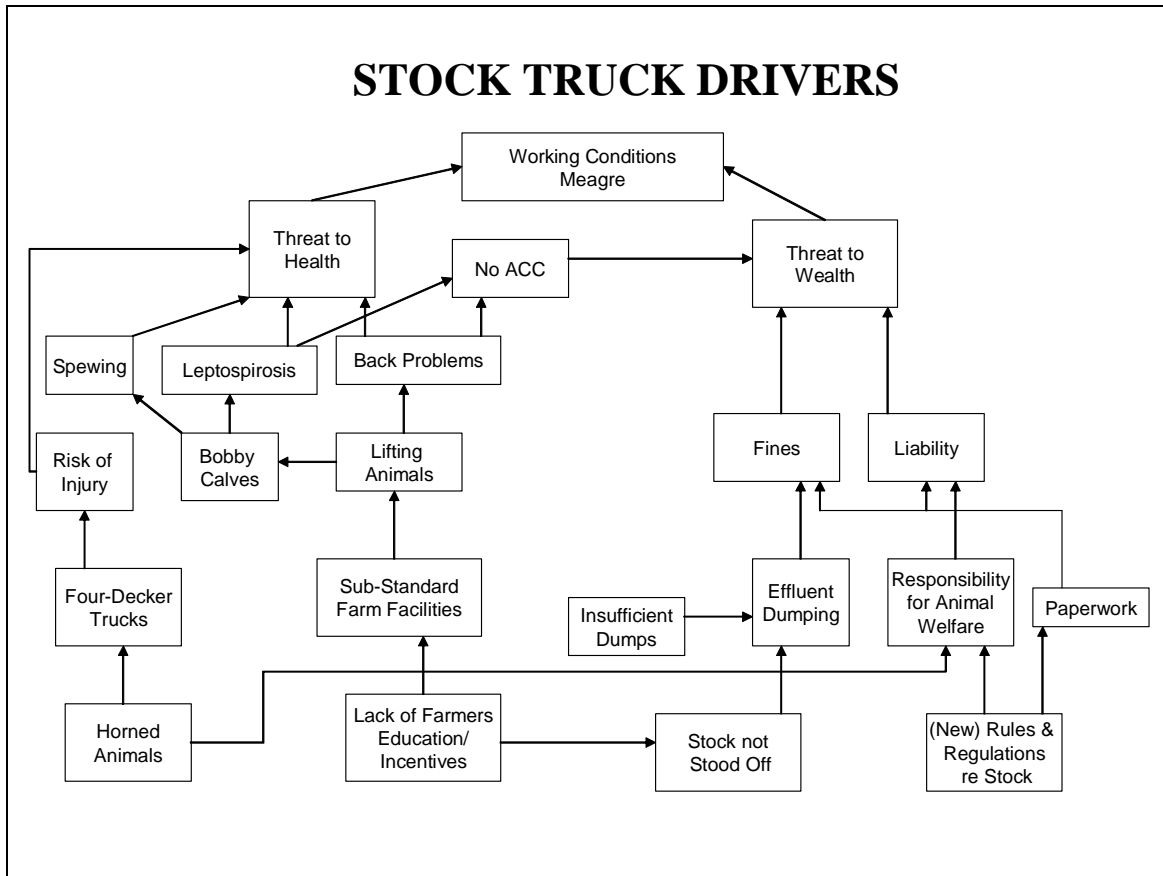 STOCK TRUCK DRIVERS
Working Conditions
Meagre
Threat to
Health
No ACC
Threat to
Wealth
Spewing
Leptospirosis
Back Problems
Risk of
Injury
Bobby
Calves
Lifting
Animals
Fines
Liability
Four-Decker
Trucks
Sub-Standard
Farm Facilities
Insufficient
Dumps
Effluent
Dumping
Responsibility
for Animal
Welfare
Paperwork
Horned
Animals
Lack of Farmers
Education/
Incentives
Stock not
Stood Off
(New) Rules &
Regulations
re Stock